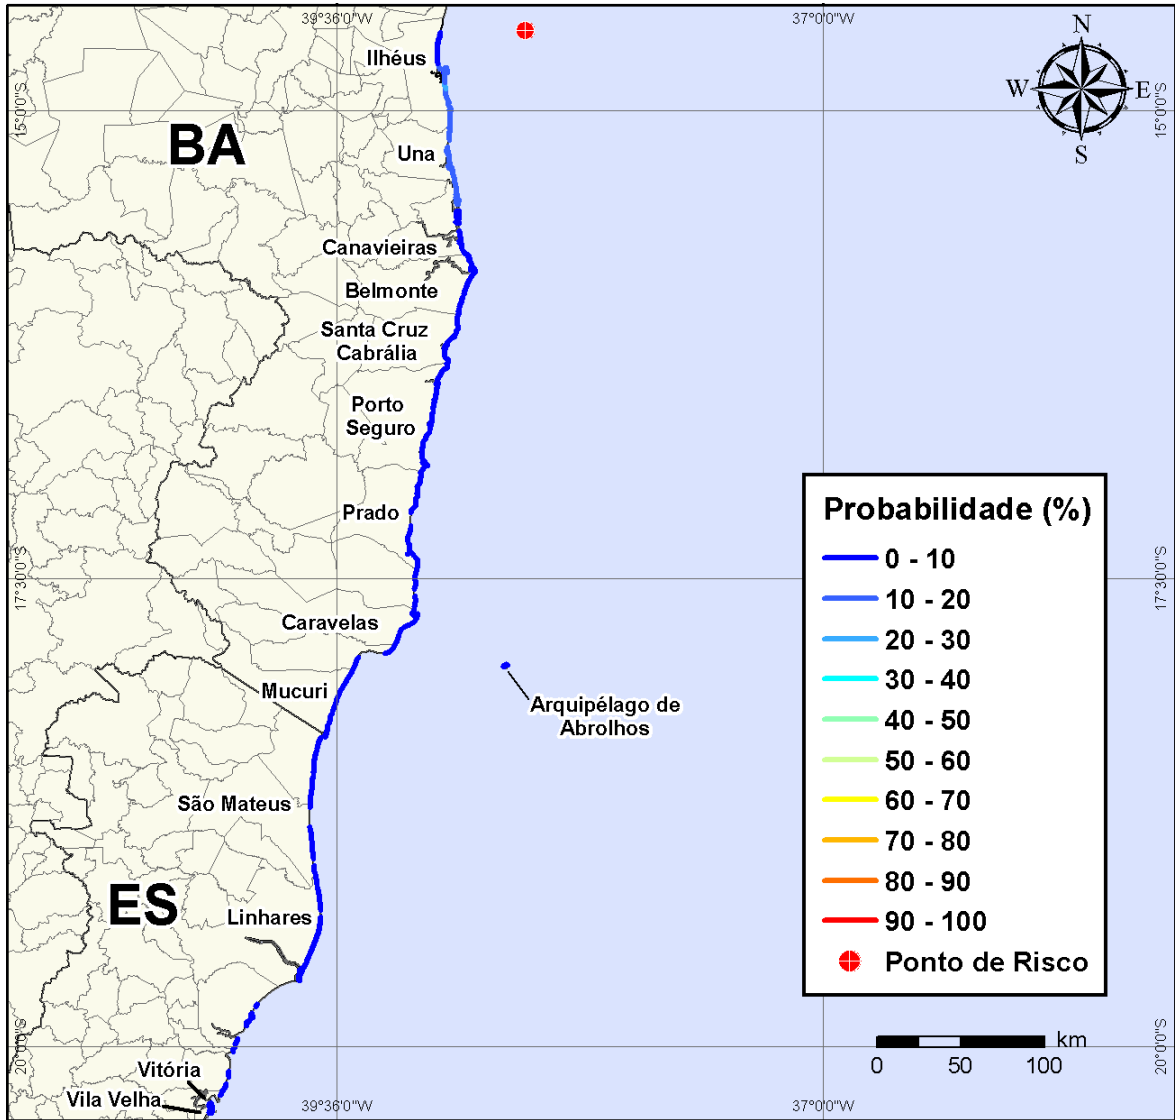 39°36'0"W
37°0'0"W
Ilhéus
N
W
E
S
15°0'0"S
15°0'0"S
BA
Una
Canavieiras
Belmonte
Santa Cruz
Cabrália
Porto
Seguro
Prado
Probabilidade (%)
0 - 10
10 - 20
20 - 30
30 - 40
40 - 50
50 - 60
60 - 70
70 - 80
80 - 90
90 - 100
Ponto de Risco
17°30'0"S
17°30'0"S
Caravelas
Mucuri
Arquipélago de
Abrolhos
São Mateus
ES
Linhares
km
0
50
100
20°0'0"S
20°0'0"S
Vitória
Vila Velha
39°36'0"W
37°0'0"W